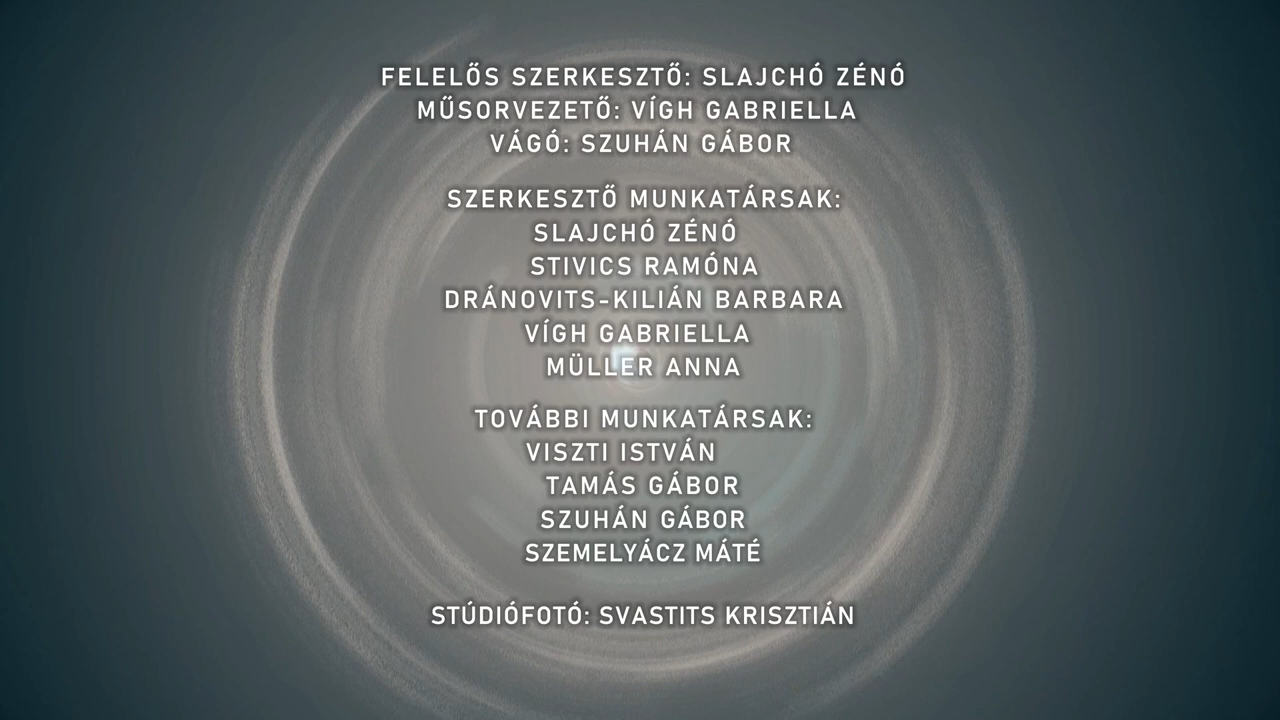 FELELŐS SZERKESZTŐ: SLAJCHÓ ZÉNÓ
MŰSORVEZETŐ: VÍGH GABRIELLA
VÁGÓ: SZUHÁN GÁBOR
SZERKESZTŐ MUNKATÁRSAK:
SLAJCHÓ ZÉNÓ
STIVICS RAMÓNA
DRÁNOVITS-KILIÁN BARBARA
VÍGH GABRIELLA
MÜLLER ANNA
TOVÁBBI MUNKATÁRSAK:
VISZTI ISTVÁN
TAMÁS GÁBOR
SZUHÁN GÁBOR
SZEMELYÁCZ MÁTÉ
STÚDIÓFOTÓ: SVASTITS KRISZTIÁN